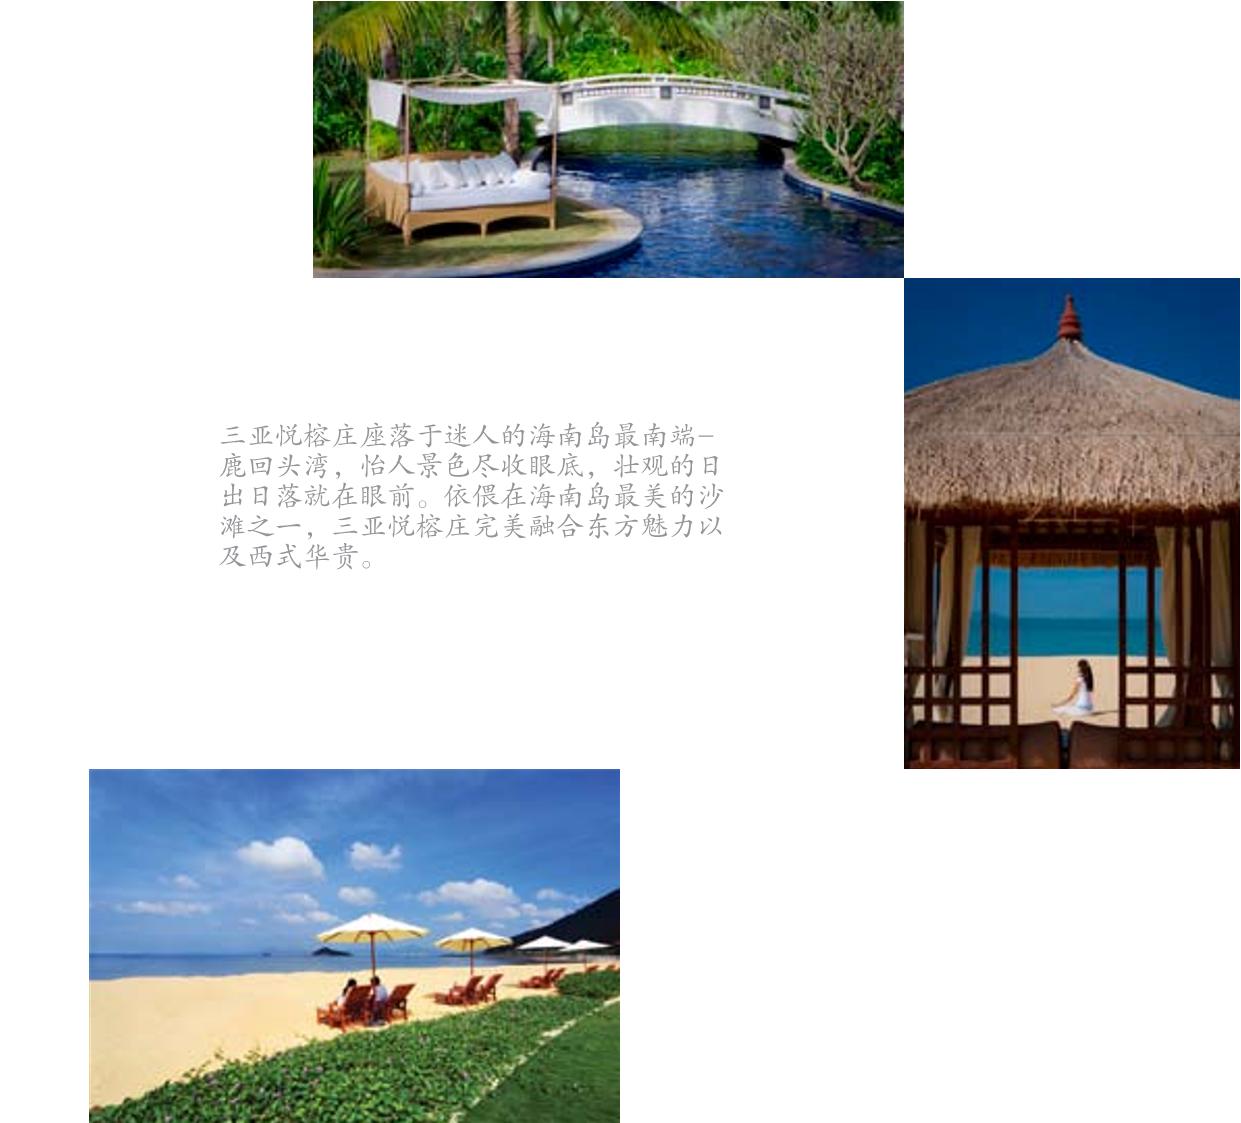 三亚悦榕庄座落于迷人的海南岛最南端-
鹿回头湾，怡人景色尽收眼底，壮观的日
出日落就在眼前。依偎在海南岛最美的沙
滩之一，三亚悦榕庄完美融合东方魅力以
及西式华贵。